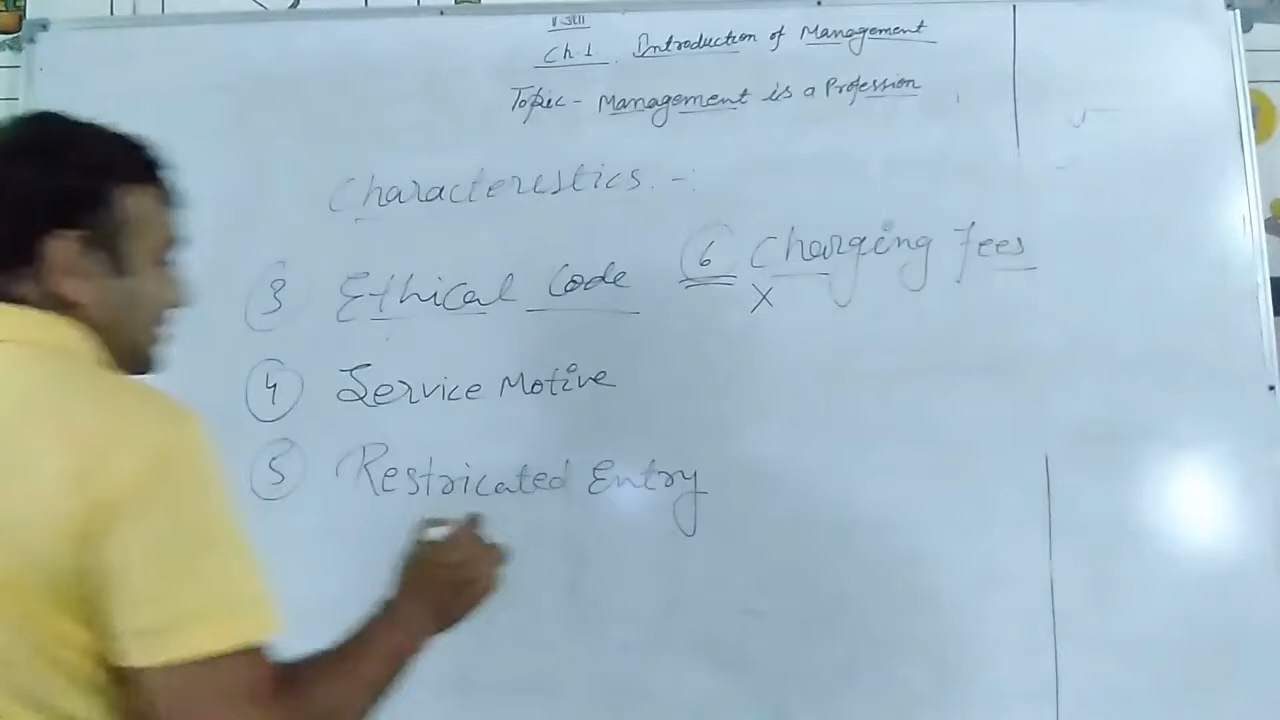 Ch.1. Introduction of Management
Topic - Management is a Profession
Characterestics. -:
3 Ethical Code
6 Charging Fees
X
4 Service Motive
5 Restricated Entry